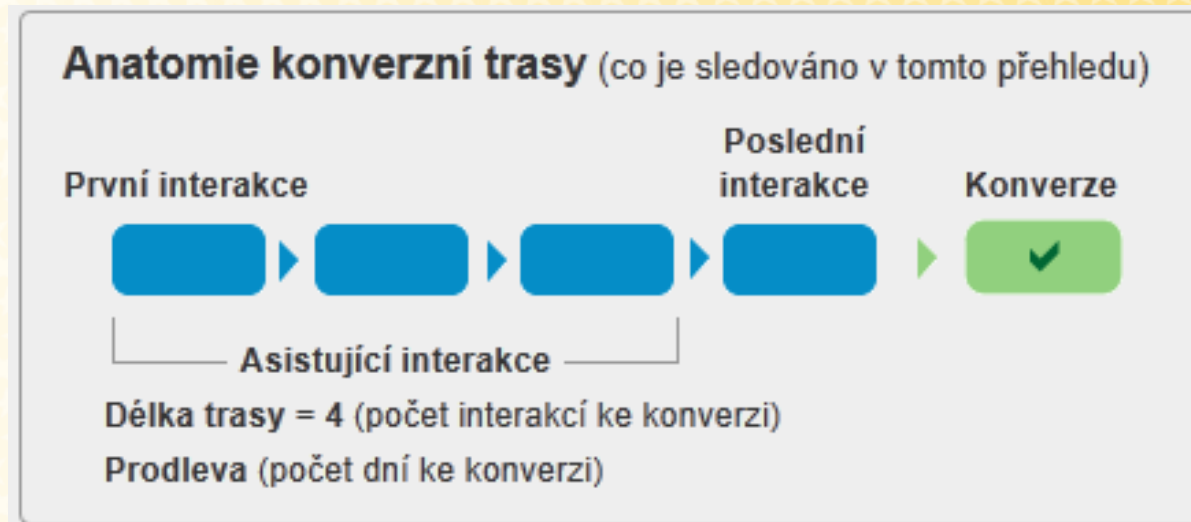 Anatomie konverzní trasy (co je sledováno v tomto přehledu)
První interakce
Poslední
interakce
Konverze
Asistující interakce
Délka trasy = 4 (počet interakcí ke konverzi)
Prodleva (počet dní ke konverzi)